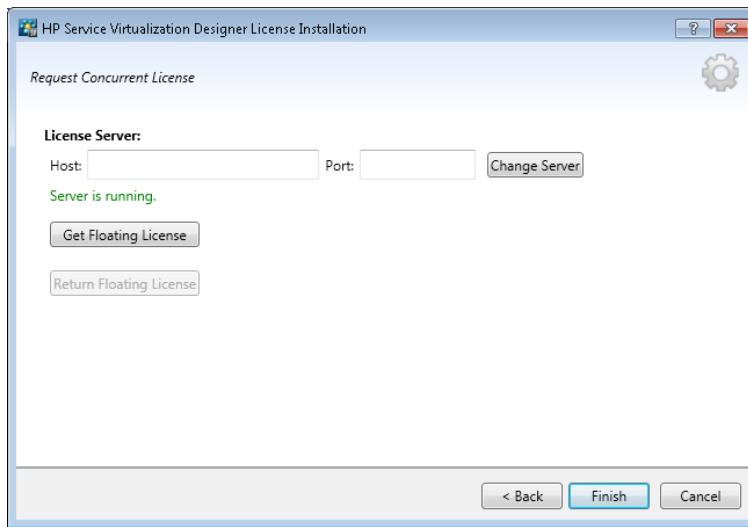 HP Service Virtualization Designer License Installation
?
Request Concurrent License
License Server:
Host: Port: Change Server
Server is running.
Get Floating License
Return Floating License
< Back Finish Cancel